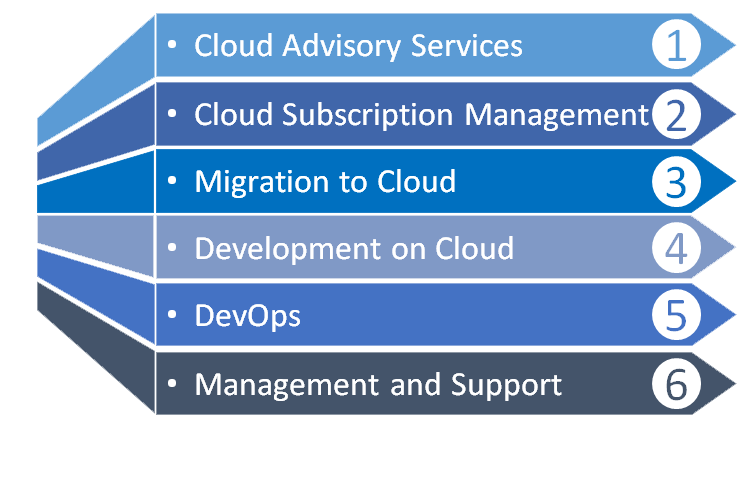 • Cloud Advisory Services 1
• Cloud Subscription Management 2
• Migration to Cloud 3
• Development on Cloud 4
• DevOps 5
• Management and Support 6